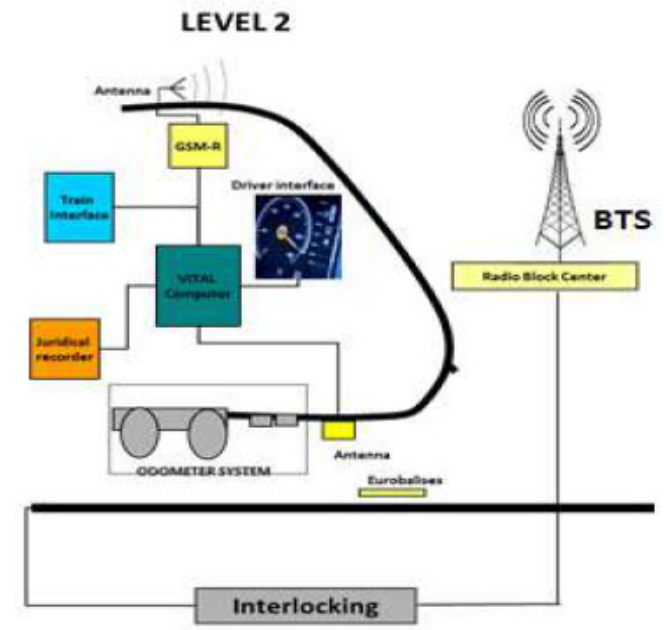 LEVEL 2
Antenna
GSM-R
Driver interface
Train
Interface
BTS
VITAL
Computer
Radio Block Center
Juridical
recorder
ODOMETER SYSTEM
Antenna
Eurobalises
Interlocking